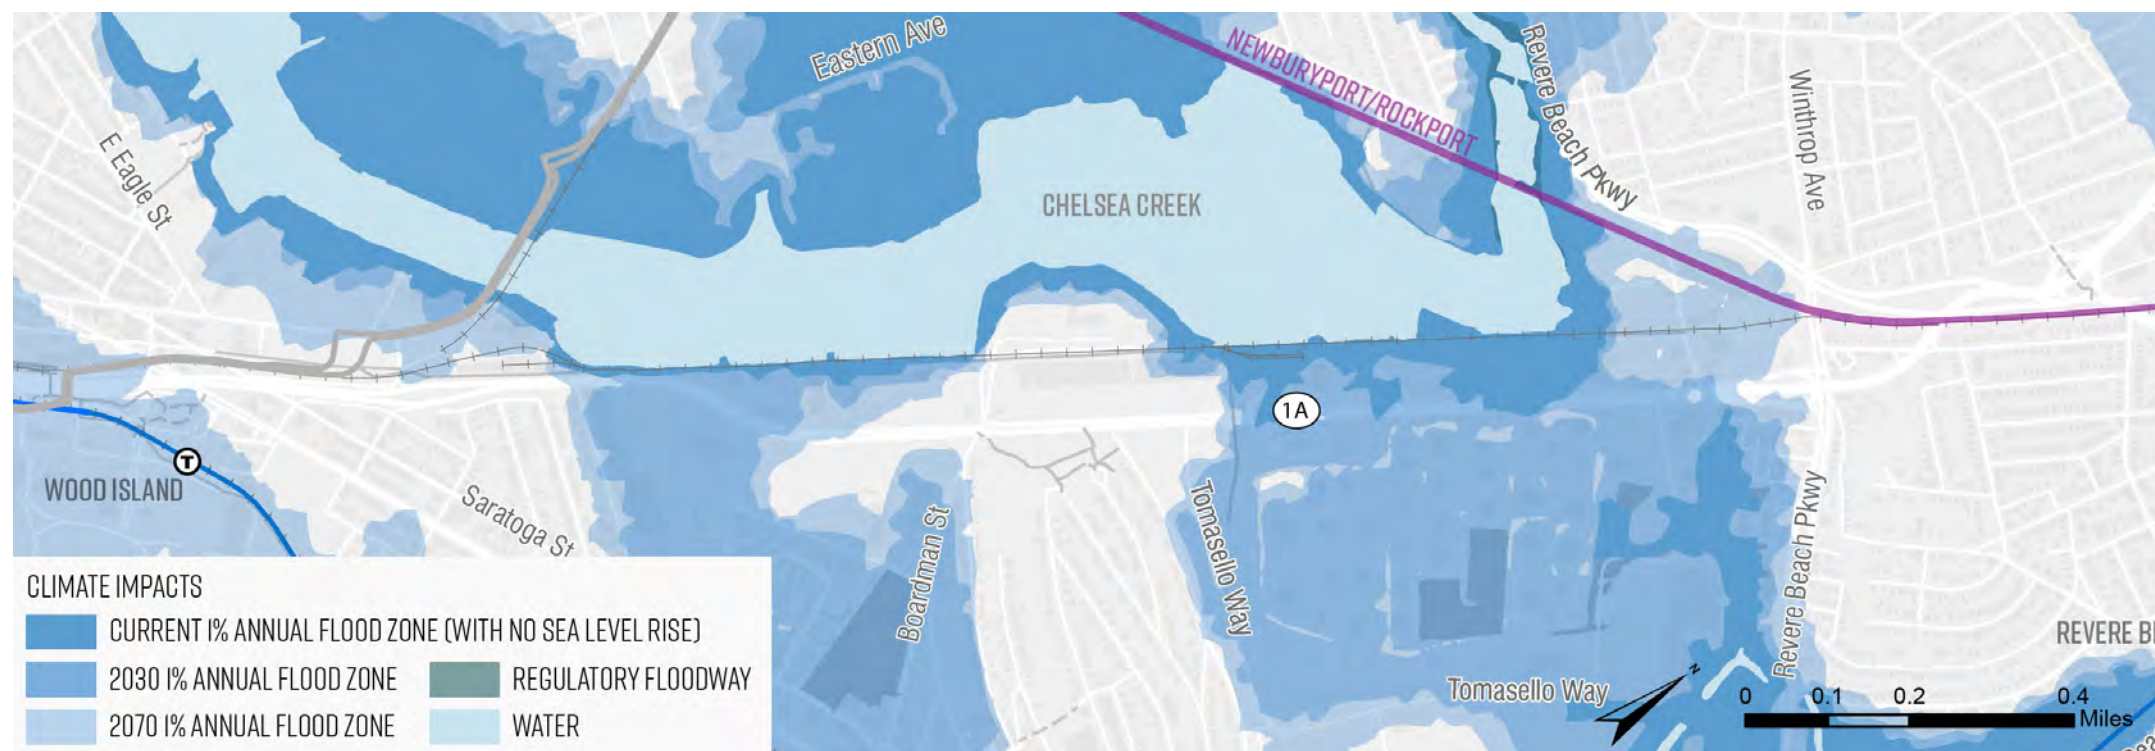 Eastern Ave
NEWBURYPORT/ROCKPORT
Revere Beach Pkwy
Winthrop Ave
E Eagle St
CHELSEA CREEK
1A
T
WOOD ISLAND
Saratoga St
Boardman St
Tomasello Way
Revere Beach Pkwy
Tomasello Way
REVERE B
CLIMATE IMPACTS
CURRENT 1% ANNUAL FLOOD ZONE (WITH NO SEA LEVEL RISE)
2030 1% ANNUAL FLOOD ZONE
REGULATORY FLOODWAY
2070 1% ANNUAL FLOOD ZONE
WATER
N
0 0.1 0.2 0.4
Miles